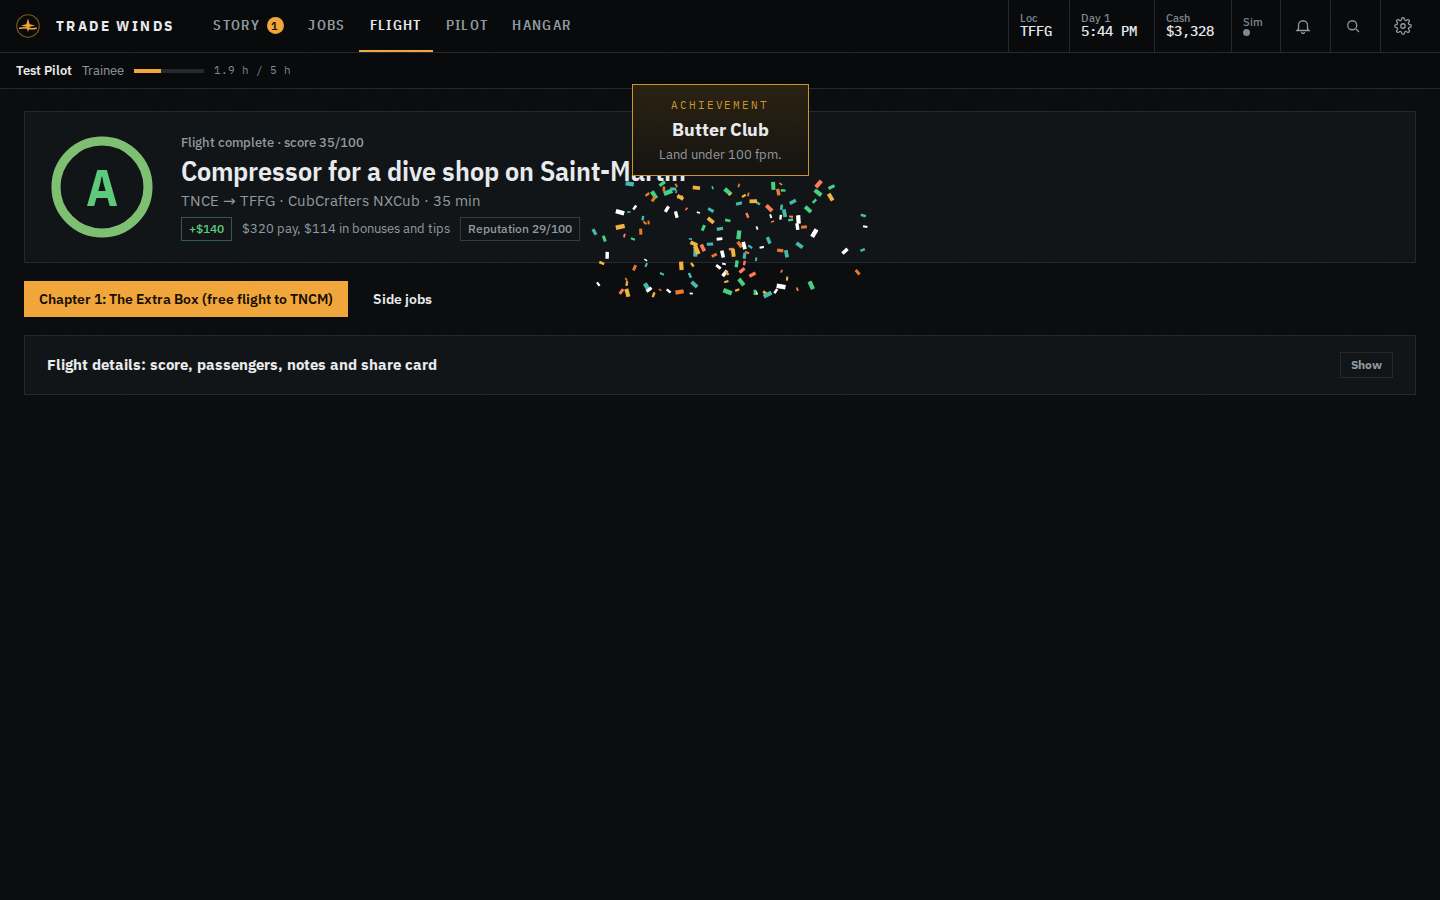 TRADE WINDS
STORY 1
JOBS
FLIGHT
PILOT
HANGAR
Loc
TFFG
Day 1
5:44 PM
Cash
$3,328
Sim
Test Pilot Trainee 1.9 h / 5 h
ACHIEVEMENT
Butter Club
Land under 100 fpm.
A
Flight complete · score 35/100
Compressor for a dive shop on
TNCE → TFFG · CubCrafters NXCub · 35 min
+$140 $320 pay, $114 in bonuses and tips Reputation 29/100
Chapter 1: The Extra Box (free flight to TNCM)
Side jobs
Flight details: score, passengers, notes and share card
Show